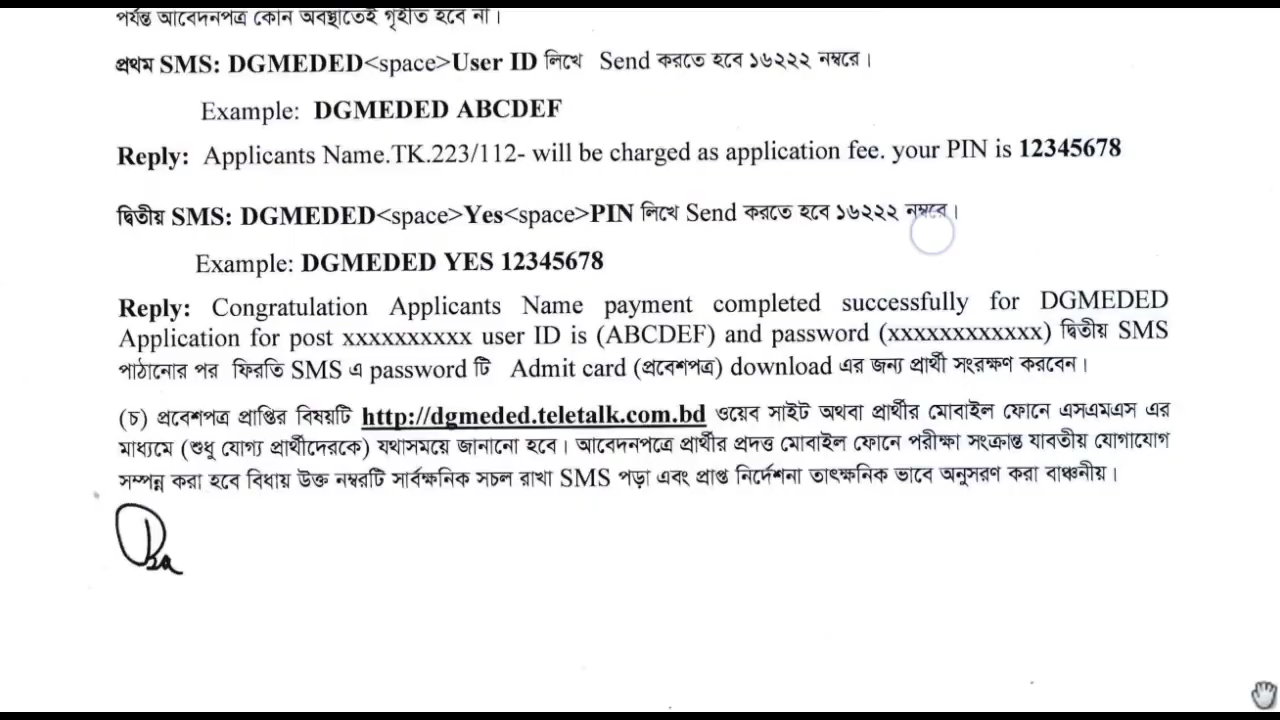 পর্যন্ত আবেদনপত্র কোন অবস্থাতেই গৃহীত হবে না।
প্রথম SMS: DGMEDED<space>User ID লিখে Send করতে হবে ১৬২২২ নম্বরে।
Example: DGMEDED ABCDEF
Reply: Applicants Name.TK.223/112- will be charged as application fee. your PIN is 12345678
দ্বিতীয় SMS: DGMEDED<space>Yes<space>PIN লিখে Send করতে হবে ১৬২২২ নম্বরে।
Example: DGMEDED YES 12345678
Reply: Congratulation Applicants Name payment completed successfully for DGMEDED
Application for post xxxxxxxxxx user ID is (ABCDEF) and password (xxxxxxxxxxxx) দ্বিতীয় SMS
পাঠানোর পর ফিরতি SMS এ password টি Admit card (প্রবেশপত্র) download এর জন্য প্রার্থী সংরক্ষণ করবেন।
(চ) প্রবেশপত্র প্রাপ্তির বিষয়টি http://dgmeded.teletalk.com.bd ওয়েব সাইট অথবা প্রার্থীর মোবাইল ফোনে এসএমএস এর
মাধ্যমে (শুধু যোগ্য প্রার্থীদেরকে) যথাসময়ে জানানো হবে। আবেদনপত্রে প্রার্থীর প্রদত্ত মোবাইল ফোনে পরীক্ষা সংক্রান্ত যাবতীয় যোগাযোগ
সম্পন্ন করা হবে বিধায় উক্ত নম্বরটি সার্বক্ষনিক সচল রাখা SMS পড়া এবং প্রাপ্ত নির্দেশনা তাৎক্ষনিক ভাবে অনুসরণ করা বাঞ্চনীয়।